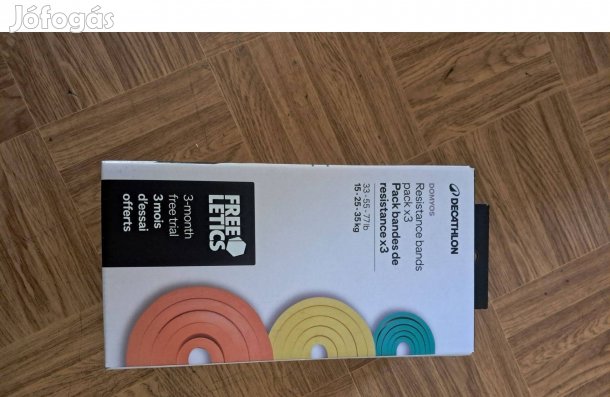 Jófogás
DECATHLON
DOMYOS
Resistance bands
pack x3
Pack bandes de
resistance x3
33-55-77lb
15-25-35kg
FREE
LETICS
3-month
free trial
3 mois
d'essai
offerts